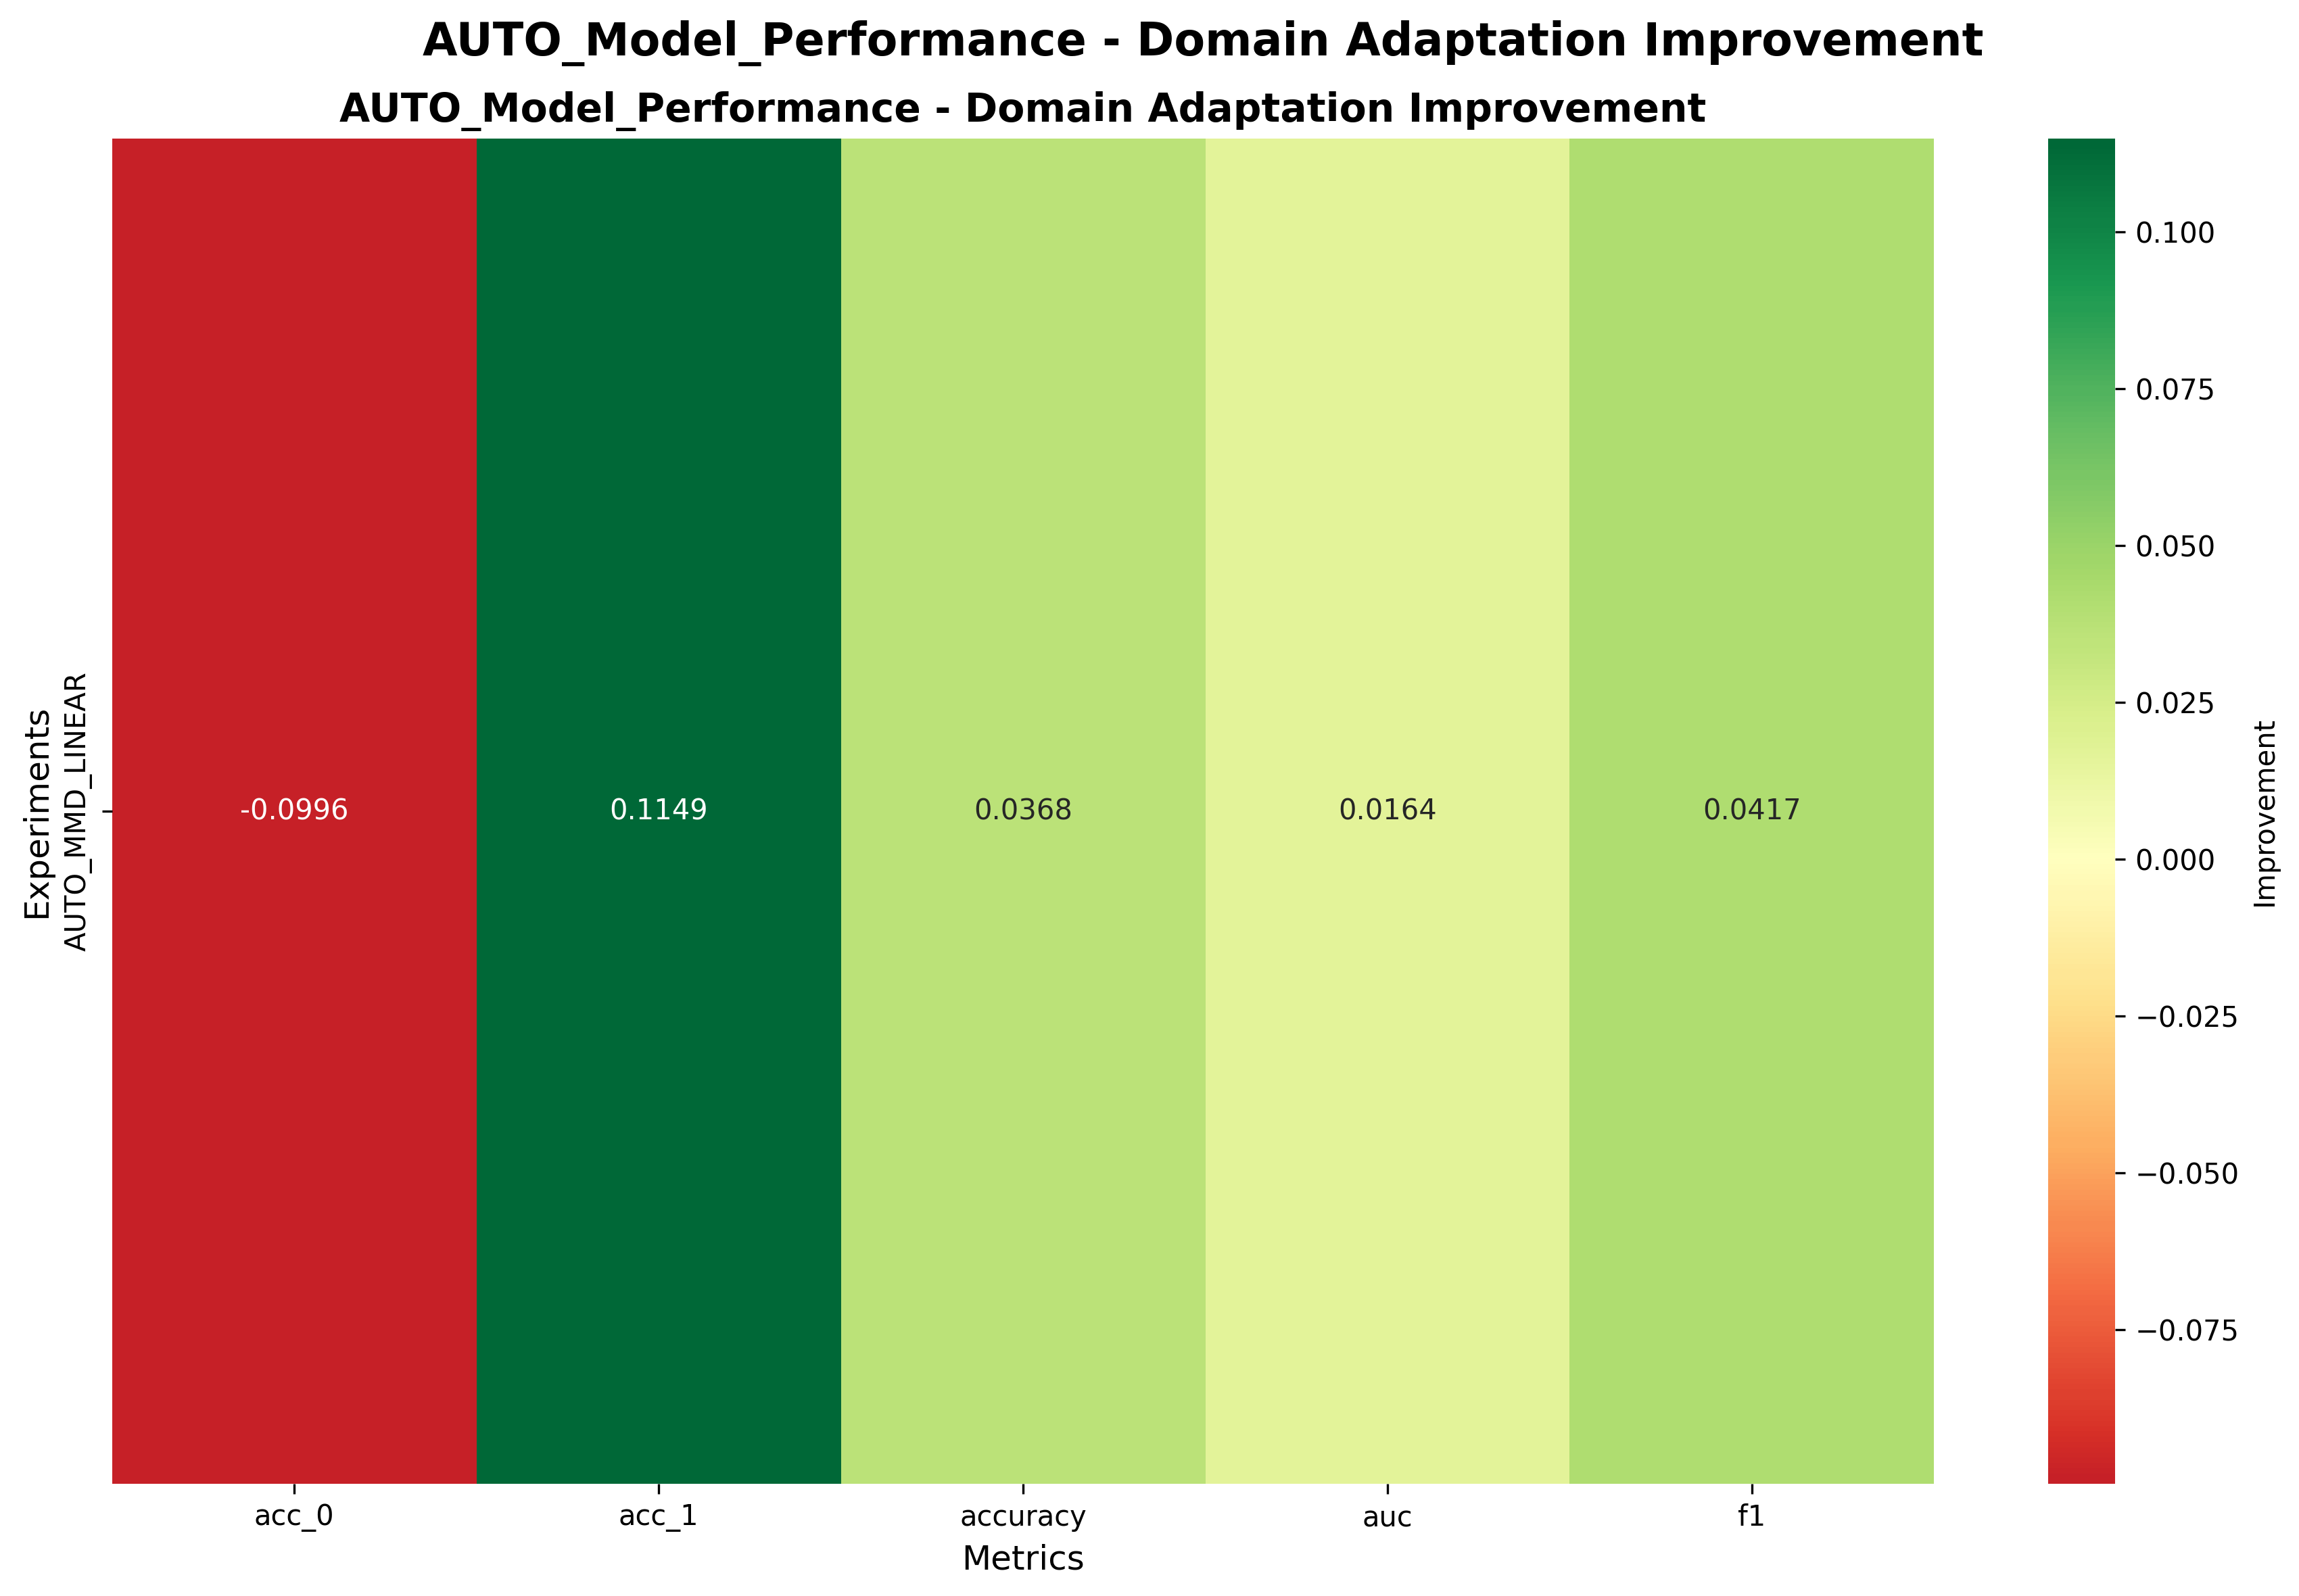 AUTO_Model_Performance - Domain Adaptation Improvement
AUTO_Model_Performance - Domain Adaptation Improvement
Experiments
AUTO_MMD_LINEAR
-0.0996
0.1149
0.0368
0.0164
0.0417
acc_0
acc_1
accuracy
auc
f1
Metrics
0.100
0.075
0.050
0.025
0.000
−0.025
−0.050
−0.075
Improvement